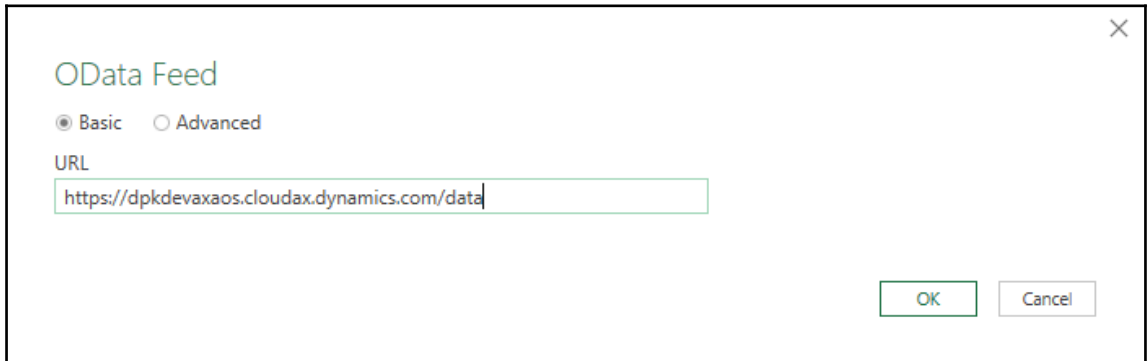 OData Feed
Basic Advanced
URL
https://dpkdevaxaos.cloudax.dynamics.com/data
OK Cancel